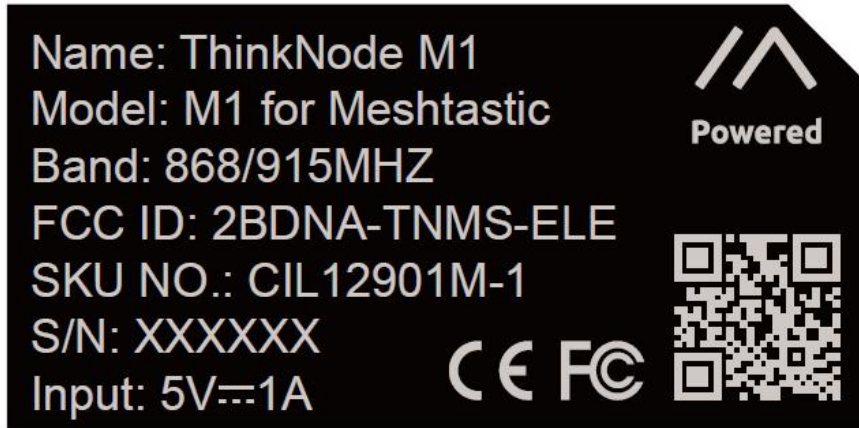 Name: ThinkNode M1
Model: M1 for Meshtastic
Band: 868/915MHZ
FCC ID: 2BDNA-TNMS-ELE
SKU NO.: CIL12901M-1
S/N: XXXXXX
Input: 5V⎓1A
Powered
CE FC